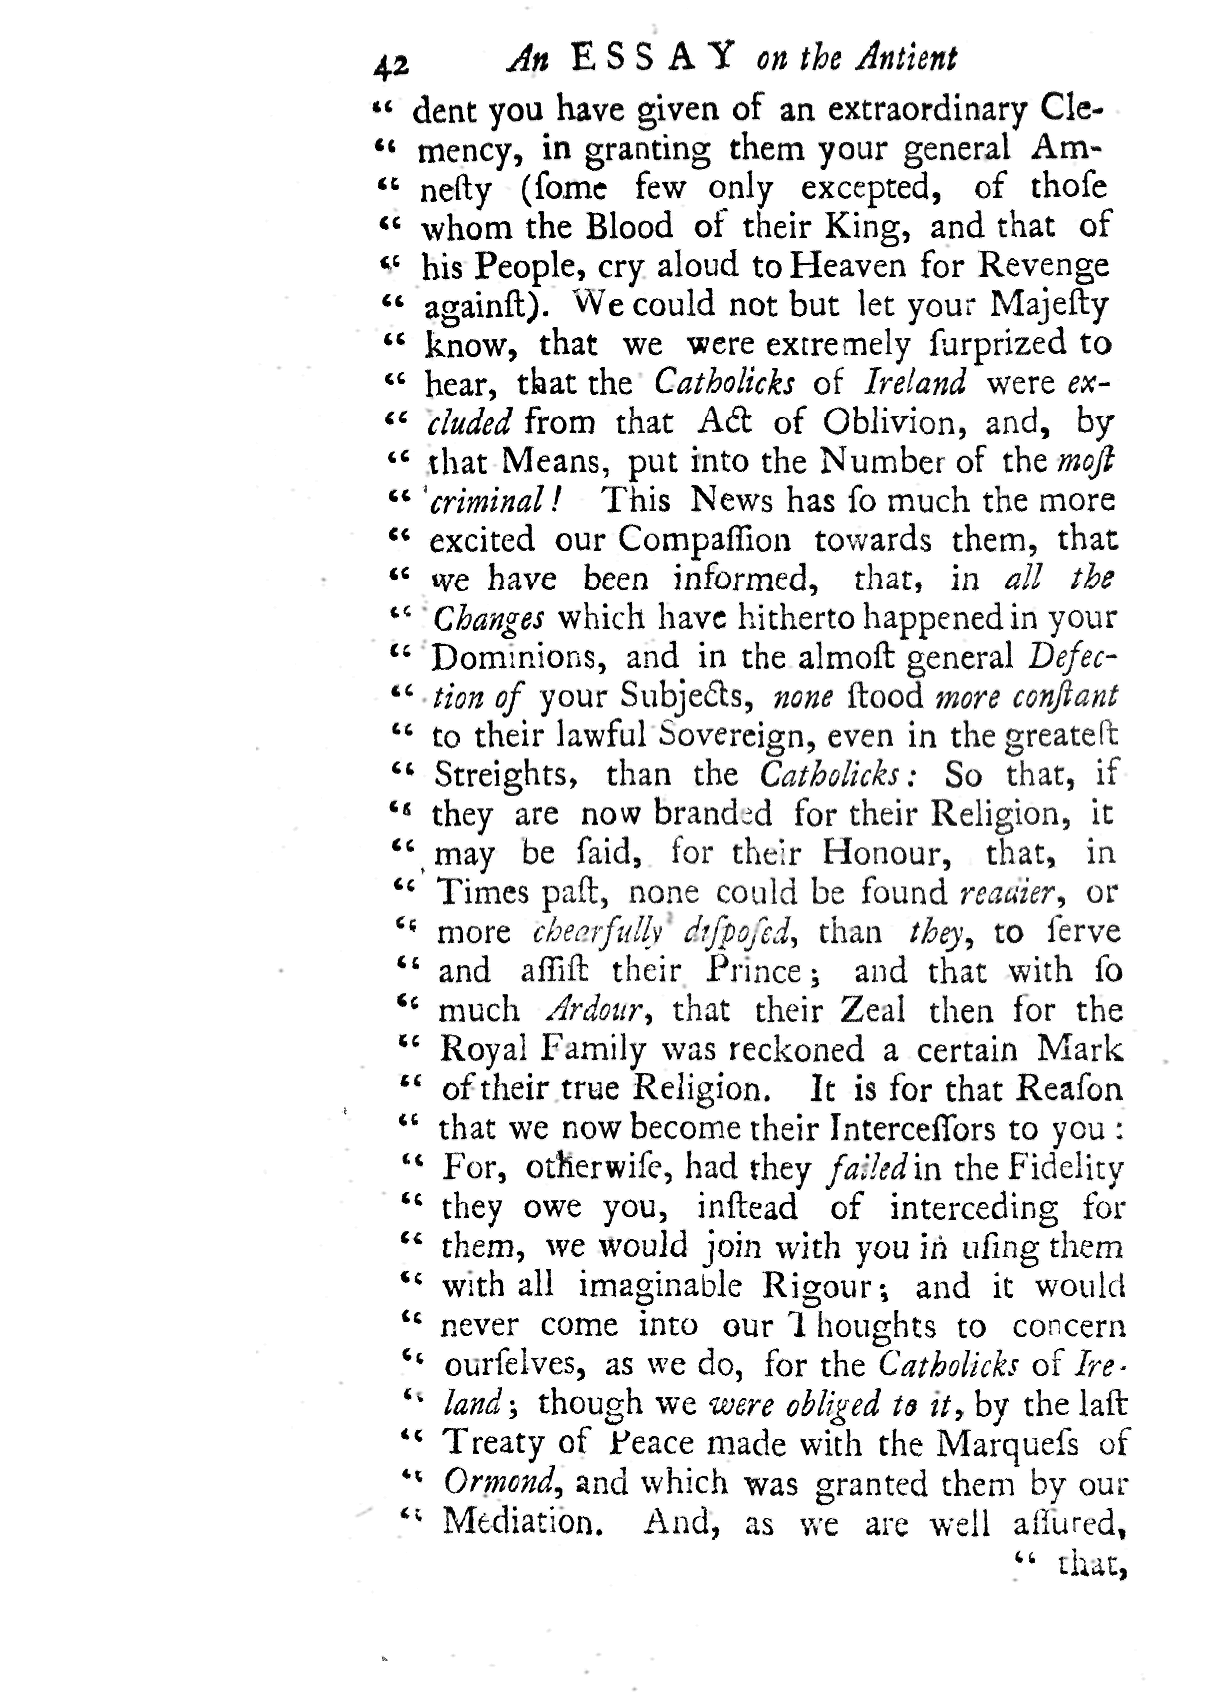 42 An ESSAY on the Antient
“ dent you have given of an extraordinary Cle-
“ mency, in granting them your general Am-
“ neſty (ſome few only excepted, of thoſe
“ whom the Blood of their King, and that of
“ his People, cry aloud to Heaven for Revenge
“ againſt). We could not but let your Majeſty
“ know, that we were extremely ſurprized to
“ hear, that the Catholicks of Ireland were ex-
“ cluded from that Act of Oblivion, and, by
“ that Means, put into the Number of the moſt
“ criminal! This News has ſo much the more
“ excited our Compaſſion towards them, that
“ we have been informed, that, in all the
“ Changes which have hitherto happened in your
“ Dominions, and in the almoſt general Defec-
“ tion of your Subjects, none ſtood more conſtant
“ to their lawful Sovereign, even in the greateſt
“ Streights, than the Catholicks: So that, if
“ they are now branded for their Religion, it
“ may be ſaid, for their Honour, that, in
“ Times paſt, none could be found readier, or
“ more chearfully diſpoſed, than they, to ſerve
“ and aſſiſt their Prince; and that with ſo
“ much Ardour, that their Zeal then for the
“ Royal Family was reckoned a certain Mark
“ of their true Religion. It is for that Reaſon
“ that we now become their Interceſſors to you:
“ For, otherwiſe, had they failed in the Fidelity
“ they owe you, inſtead of interceding for
“ them, we would join with you in uſing them
“ with all imaginable Rigour; and it would
“ never come into our Thoughts to concern
“ ourſelves, as we do, for the Catholicks of Ire-
“ land; though we were obliged to it, by the laſt
“ Treaty of Peace made with the Marqueſs of
“ Ormond, and which was granted them by our
“ Mediation. And, as we are well aſſured,
“ that,